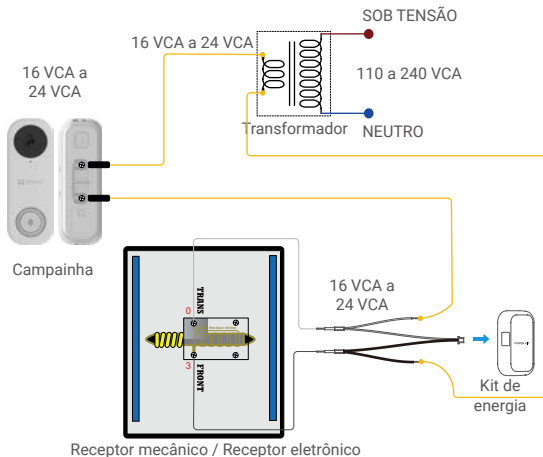 SOB TENSÃO
16 VCA a 24 VCA
110 a 240 VCA
Transformador
NEUTRO
16 VCA a
24 VCA
Campainha
TRANS
0
3
FRONT
16 VCA a
24 VCA
Kit de
energia
Receptor mecânico / Receptor eletrônico